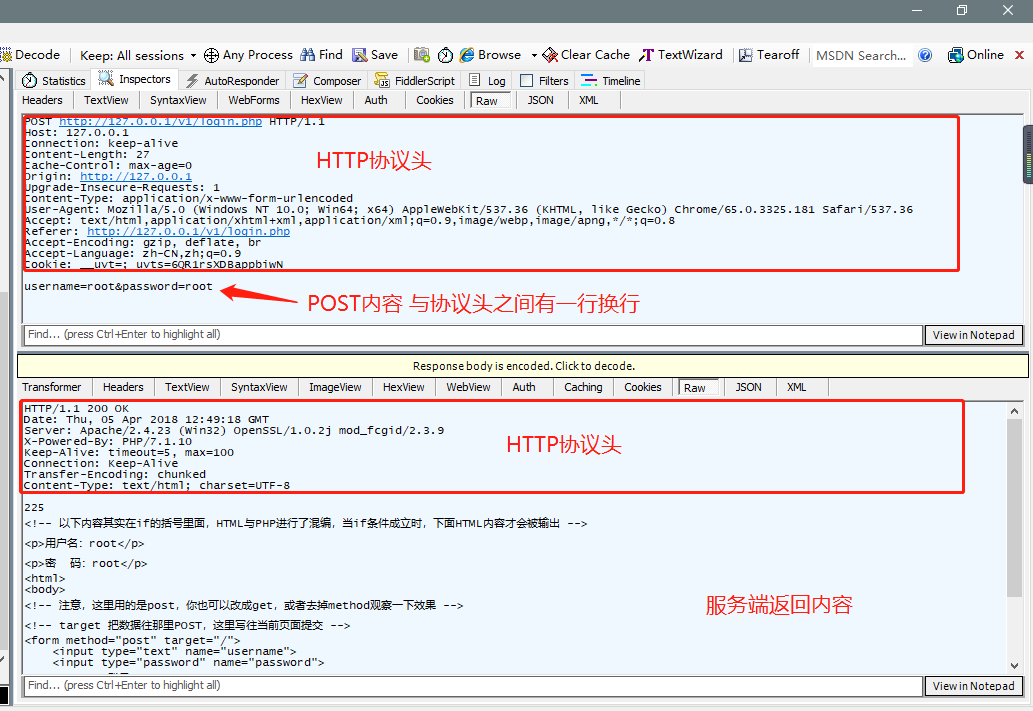 Decode Keep: All sessions Any Process Find Save Browse Clear Cache TextWizard Tearoff MSDN Search... Online
Statistics Inspectors AutoResponder Composer FiddlerScript Log Filters Timeline
Headers TextView SyntaxView WebForms HexView Auth Cookies Raw JSON XML
POST http://127.0.0.1/v1/login.php HTTP/1.1
Host: 127.0.0.1
Connection: keep-alive
Content-Length: 27
Cache-Control: max-age=0
Origin: http://127.0.0.1
Upgrade-Insecure-Requests: 1
Content-Type: application/x-www-form-urlencoded
User-Agent: Mozilla/5.0 (Windows NT 10.0; Win64; x64) AppleWebKit/537.36 (KHTML, like Gecko) Chrome/65.0.3325.181 Safari/537.36
Accept: text/html,application/xhtml+xml,application/xml;q=0.9,image/webp,image/apng,*/*;q=0.8
Referer: http://127.0.0.1/v1/login.php
Accept-Encoding: gzip, deflate, br
Accept-Language: zh-CN,zh;q=0.9
Cookie: __uvt=; uvts=6QR1rsXDBappbiwN
HTTP协议头
username=root&password=root
POST内容 与协议头之间有一行换行
Find... (press Ctrl+Enter to highlight all) View in Notepad
Response body is encoded. Click to decode.
Transformer Headers TextView SyntaxView ImageView HexView WebView Auth Caching Cookies Raw JSON XML
HTTP/1.1 200 OK
Date: Thu, 05 Apr 2018 12:49:18 GMT
Server: Apache/2.4.23 (Win32) OpenSSL/1.0.2j mod_fcgid/2.3.9
X-Powered-By: PHP/7.1.10
Keep-Alive: timeout=5, max=100
Connection: Keep-Alive
Transfer-Encoding: chunked
Content-Type: text/html; charset=UTF-8
HTTP协议头
225
<!-- 以下内容其实在if的括号里面，HTML与PHP进行了混编，当if条件成立时，下面HTML内容才会被输出 -->
<p>用户名：root</p>
<p>密  码：root</p>
<html>
<body>
<!-- 注意，这里用的是post，你也可以改成get，或者去掉method观察一下效果 -->
<!-- target 把数据往那里POST，这里写往当前页面提交 -->
<form method="post" target="/">
<input type="text" name="username">
<input type="password" name="password">
服务端返回内容
Find... (press Ctrl+Enter to highlight all) View in Notepad